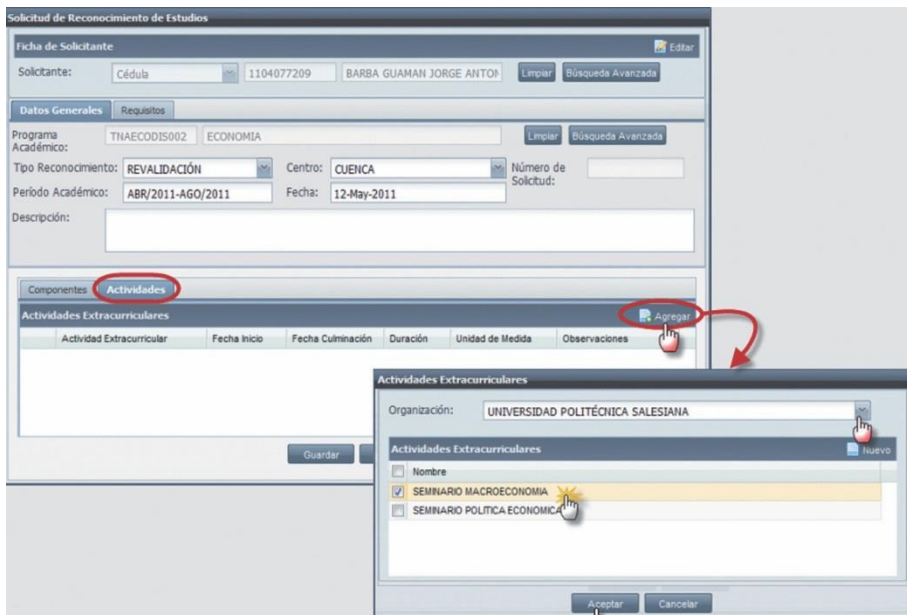 Solicitud de Reconocimiento de Estudios
Ficha de Solicitante Editar
Solicitante: Cédula 1104077209 BARBA GUAMAN JORGE ANTON Limpiar Búsqueda Avanzada
Datos Generales Requisitos
Programa Académico: TNAECODIS002 ECONOMIA Limpiar Búsqueda Avanzada
Tipo Reconocimiento: REVALIDACIÓN Centro: CUENCA Número de Solicitud:
Período Académico: ABR/2011-AGO/2011 Fecha: 12-May-2011
Descripción:
Componentes Actividades
Actividades Extracurriculares Agregar
Actividad Extracurricular Fecha Inicio Fecha Culminación Duración Unidad de Medida Observaciones
Guardar
Actividades Extracurriculares
Organización: UNIVERSIDAD POLITÉCNICA SALESIANA
Actividades Extracurriculares Nuevo
Nombre
SEMINARIO MACROECONOMIA
SEMINARIO POLITICA ECONOMICA
Aceptar Cancelar